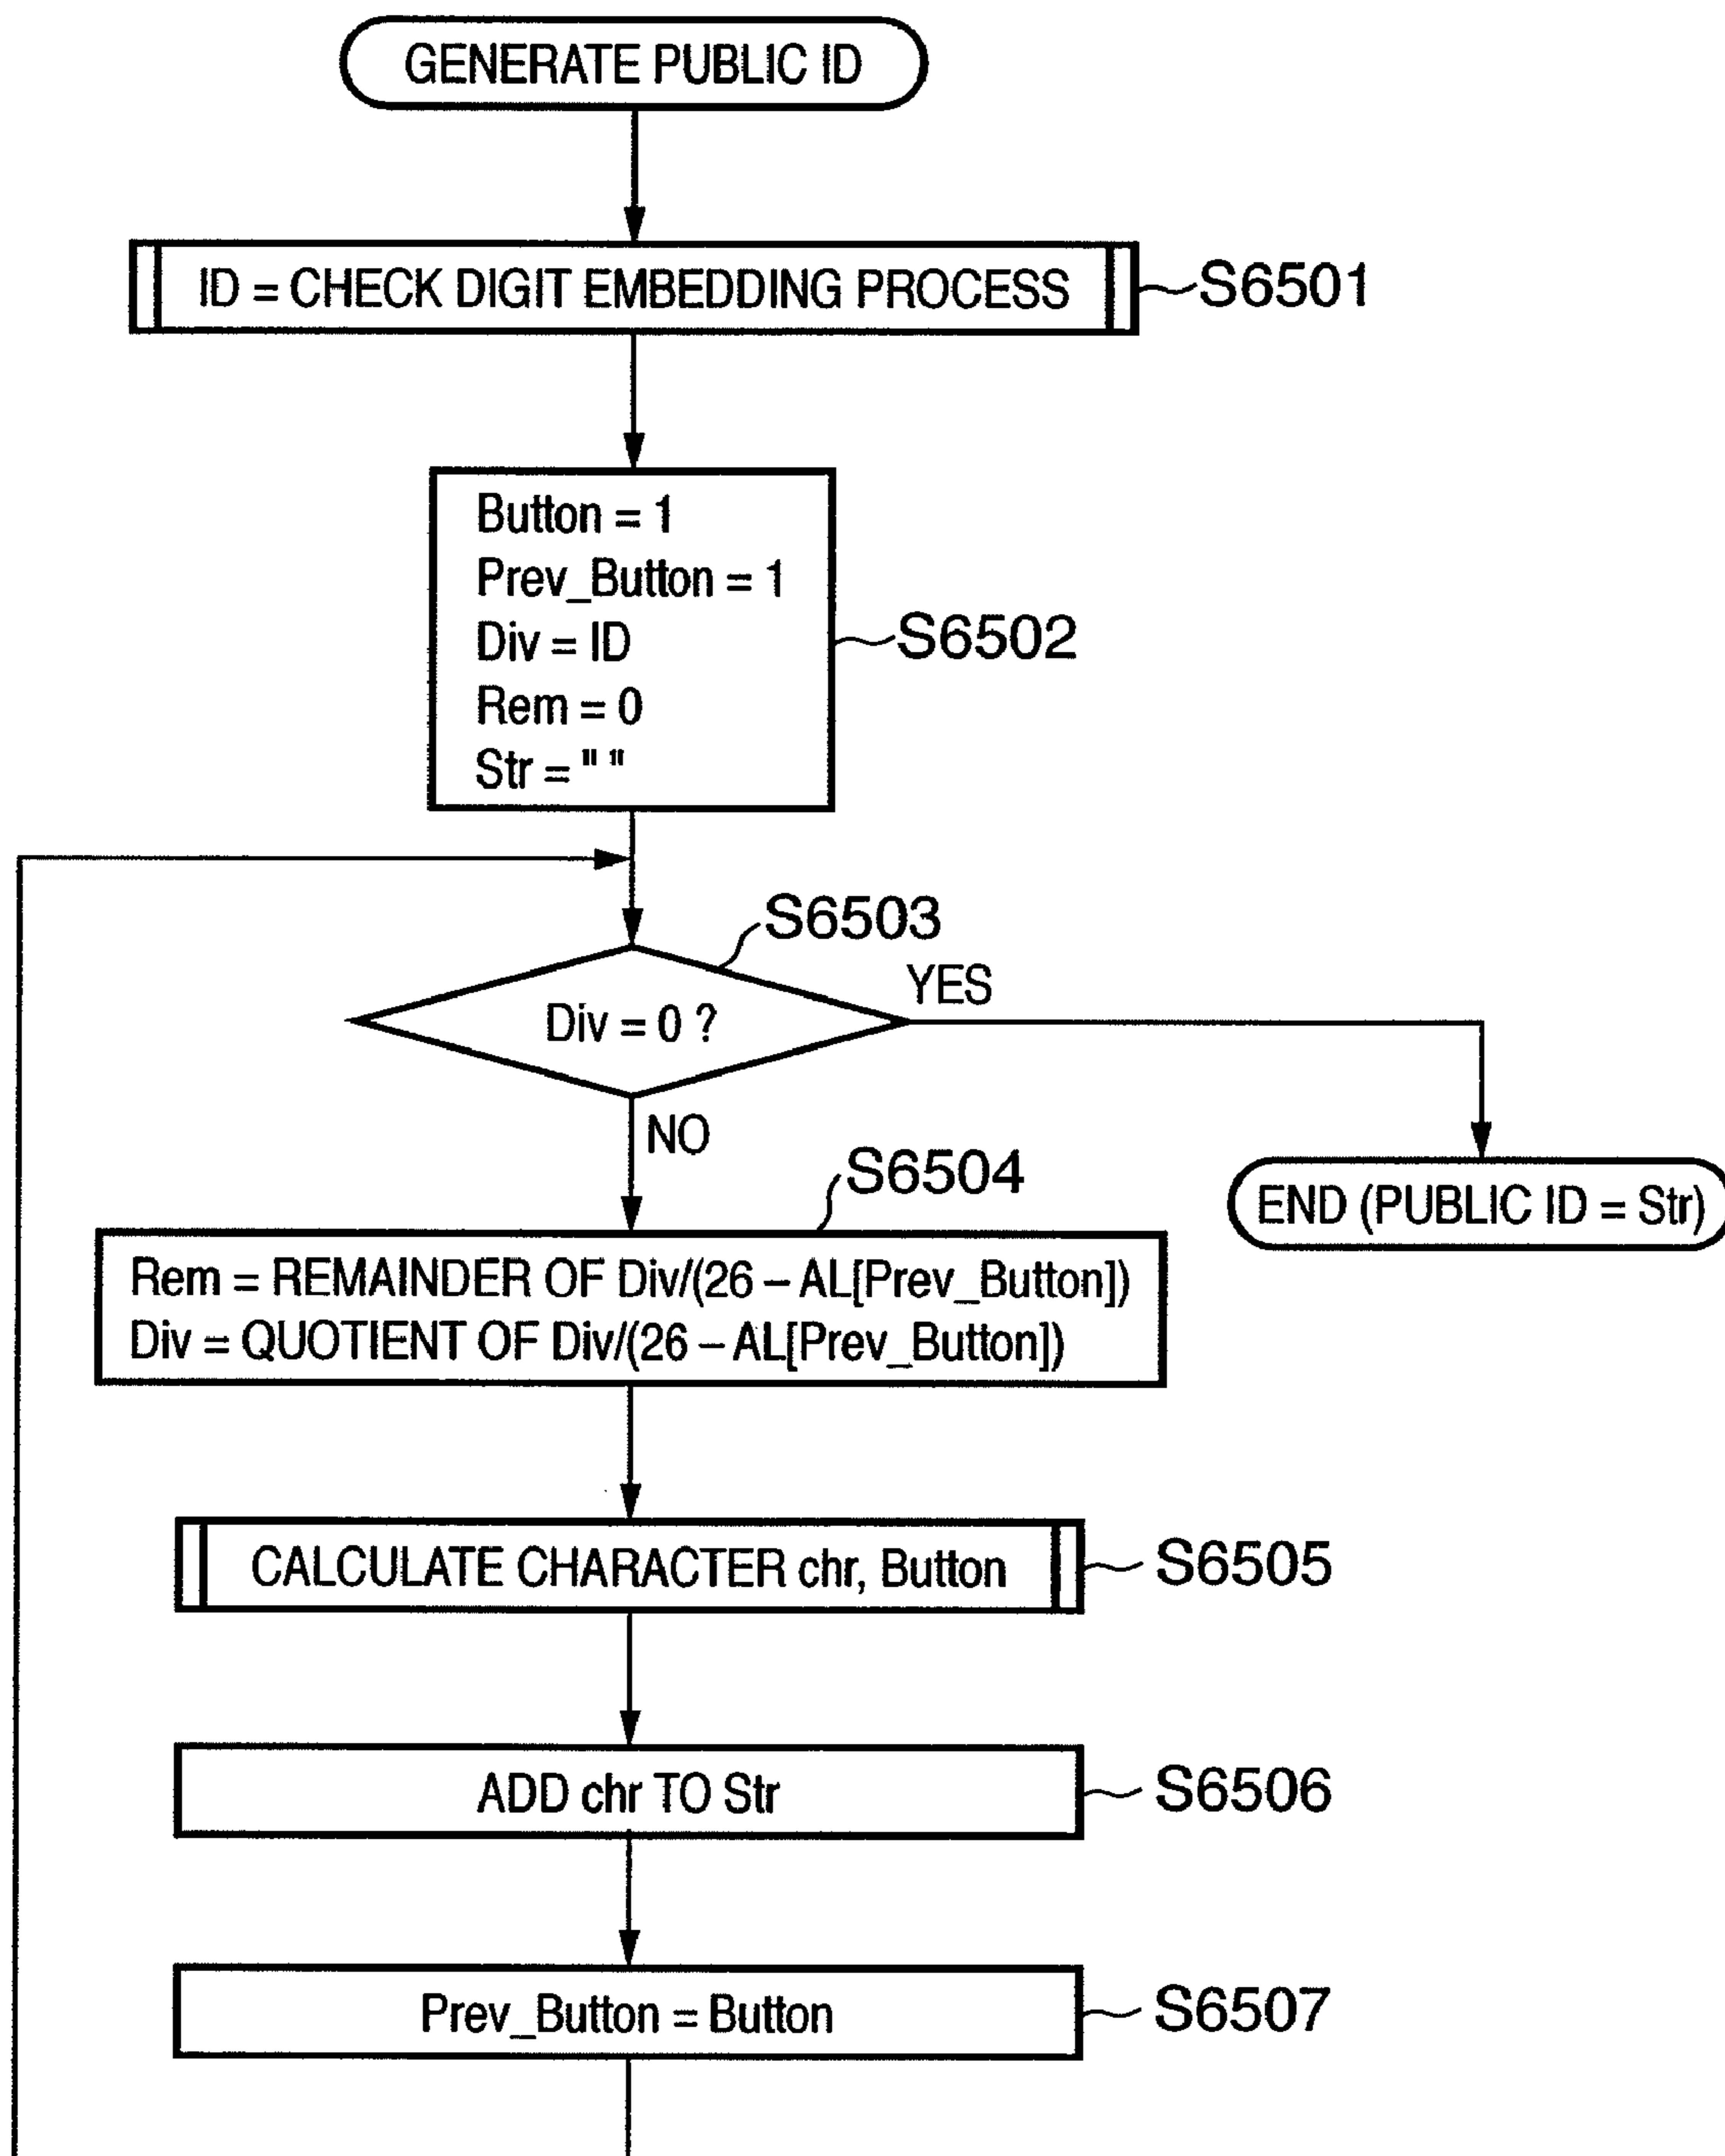 GENERATE PUBLIC ID
ID = CHECK DIGIT EMBEDDING PROCESS
S6501
Button = 1
Prev_Button = 1
Div = ID
Rem = 0
Str = " "
S6502
S6503
Div = 0 ?
YES
NO
END (PUBLIC ID = Str)
S6504
Rem = REMAINDER OF Div/(26 – AL[Prev_Button])
Div = QUOTIENT OF Div/(26 – AL[Prev_Button])
CALCULATE CHARACTER chr, Button
S6505
ADD chr TO Str
S6506
Prev_Button = Button
S6507